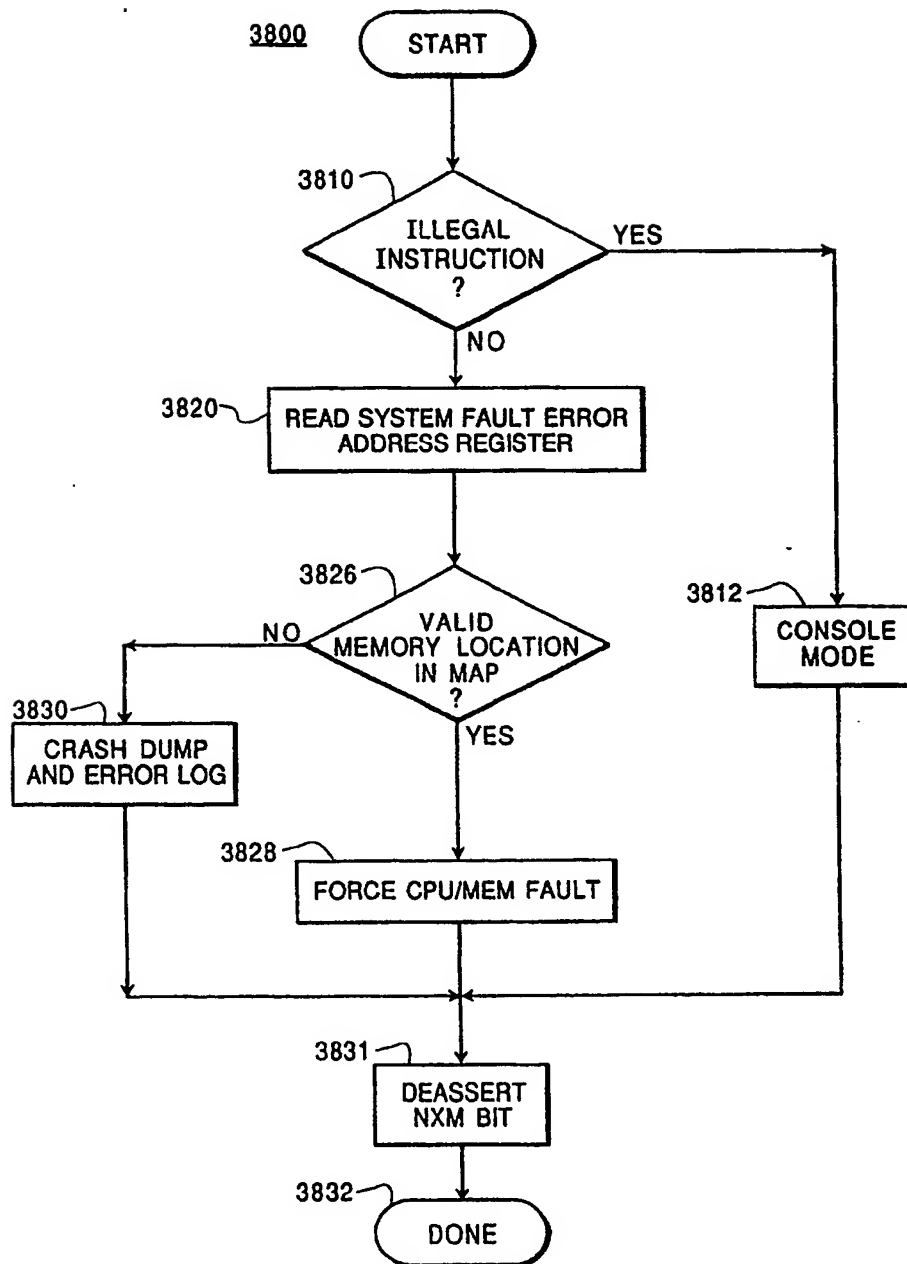 3800
START
3810
ILLEGAL
INSTRUCTION
?
YES
NO
3820
READ SYSTEM FAULT ERROR
ADDRESS REGISTER
3826
VALID
MEMORY LOCATION
IN MAP
?
NO
YES
3812
CONSOLE
MODE
3830
CRASH DUMP
AND ERROR LOG
3828
FORCE CPU/MEM FAULT
3831
DEASSERT
NXM BIT
3832
DONE